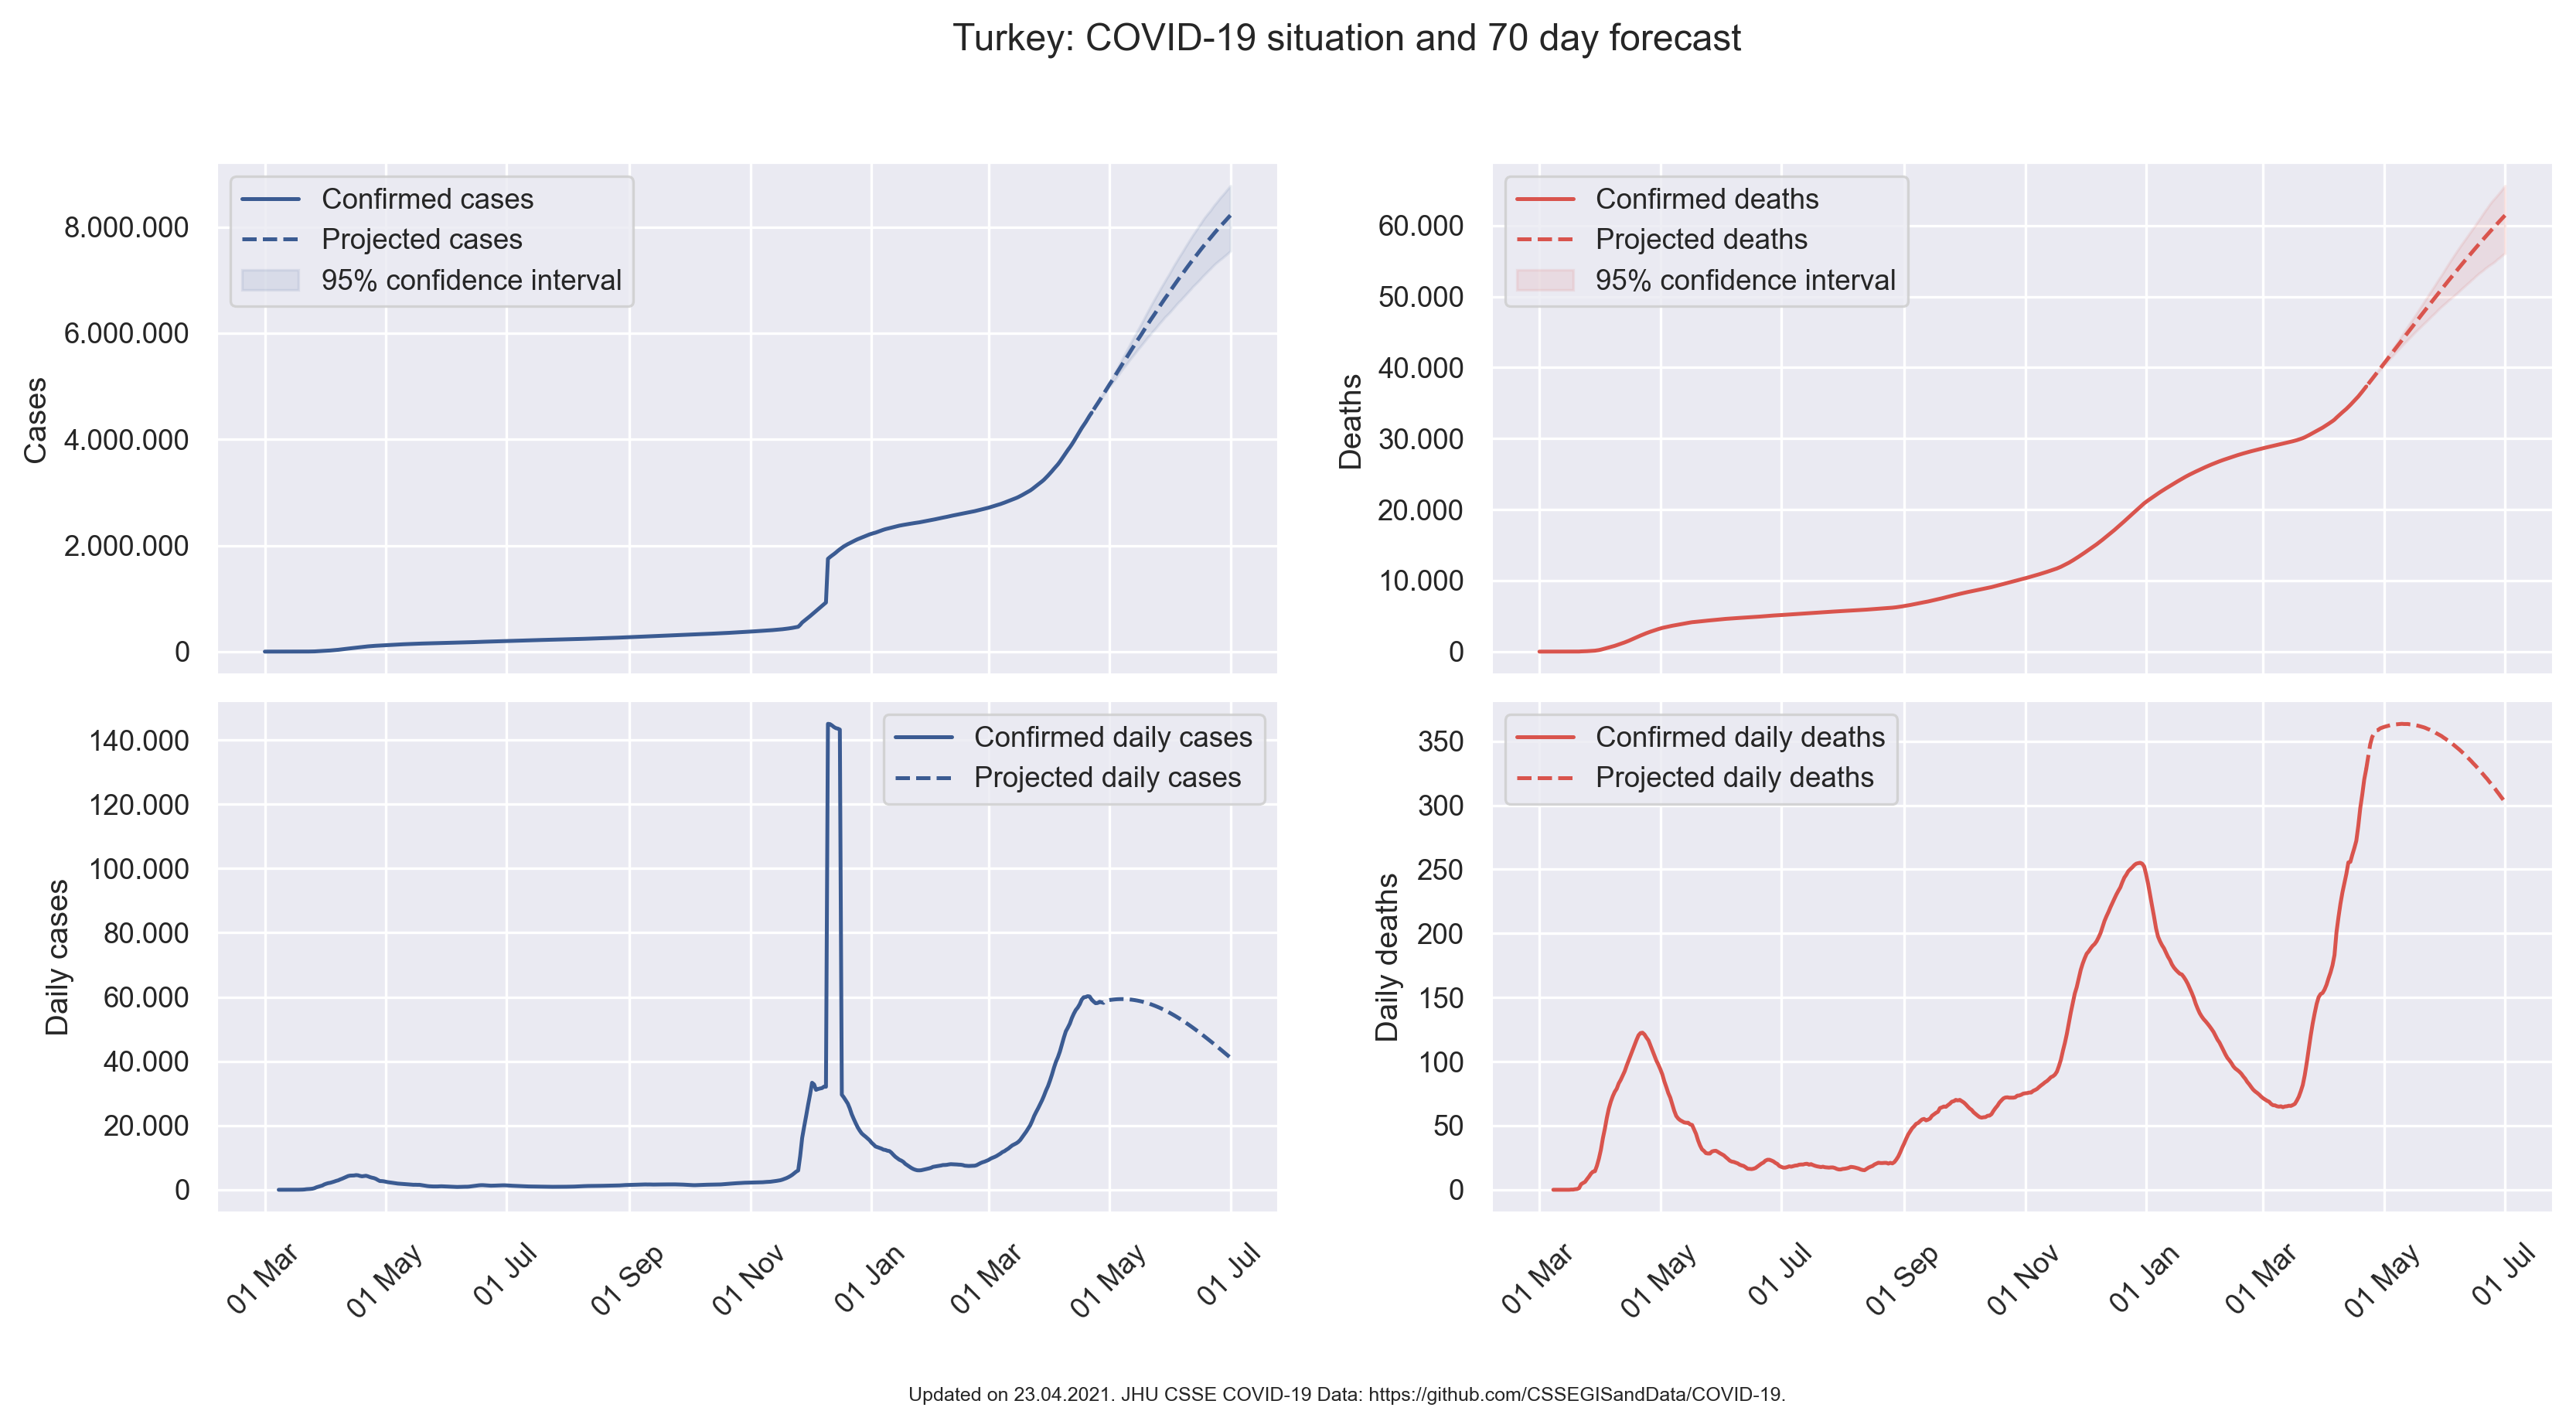 Turkey: COVID-19 situation and 70 day forecast
Confirmed cases
Projected cases
95% confidence interval
8.000.000
6.000.000
4.000.000
2.000.000
0
Cases
Confirmed deaths
Projected deaths
95% confidence interval
60.000
50.000
40.000
30.000
20.000
10.000
0
Deaths
Confirmed daily cases
Projected daily cases
140.000
120.000
100.000
80.000
60.000
40.000
20.000
0
Daily cases
01 Mar
01 May
01 Jul
01 Sep
01 Nov
01 Jan
01 Mar
01 May
01 Jul
Confirmed daily deaths
Projected daily deaths
350
300
250
200
150
100
50
0
Daily deaths
01 Mar
01 May
01 Jul
01 Sep
01 Nov
01 Jan
01 Mar
01 May
01 Jul
Updated on 23.04.2021. JHU CSSE COVID-19 Data: https://github.com/CSSEGISandData/COVID-19.